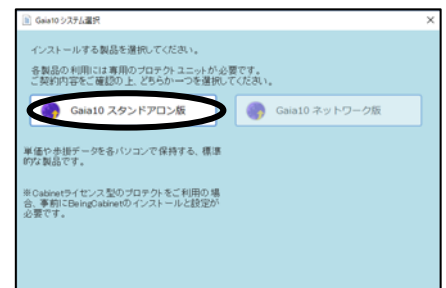 Gaia10 システム選択
インストールする製品を選択してください。
各製品の利用には専用のプロテクトユニットが必要です。
ご契約内容をご確認の上、どちらか一つを選択してください。
Gaia10 スタンドアロン版
Gaia10 ネットワーク版
単価や歩掛データを各パソコンで保持する、標準
的な製品です。
※Cabinetライセンス型のプロテクトをご利用の場
合、事前にBeingCabinetのインストールと設定が
必要です。